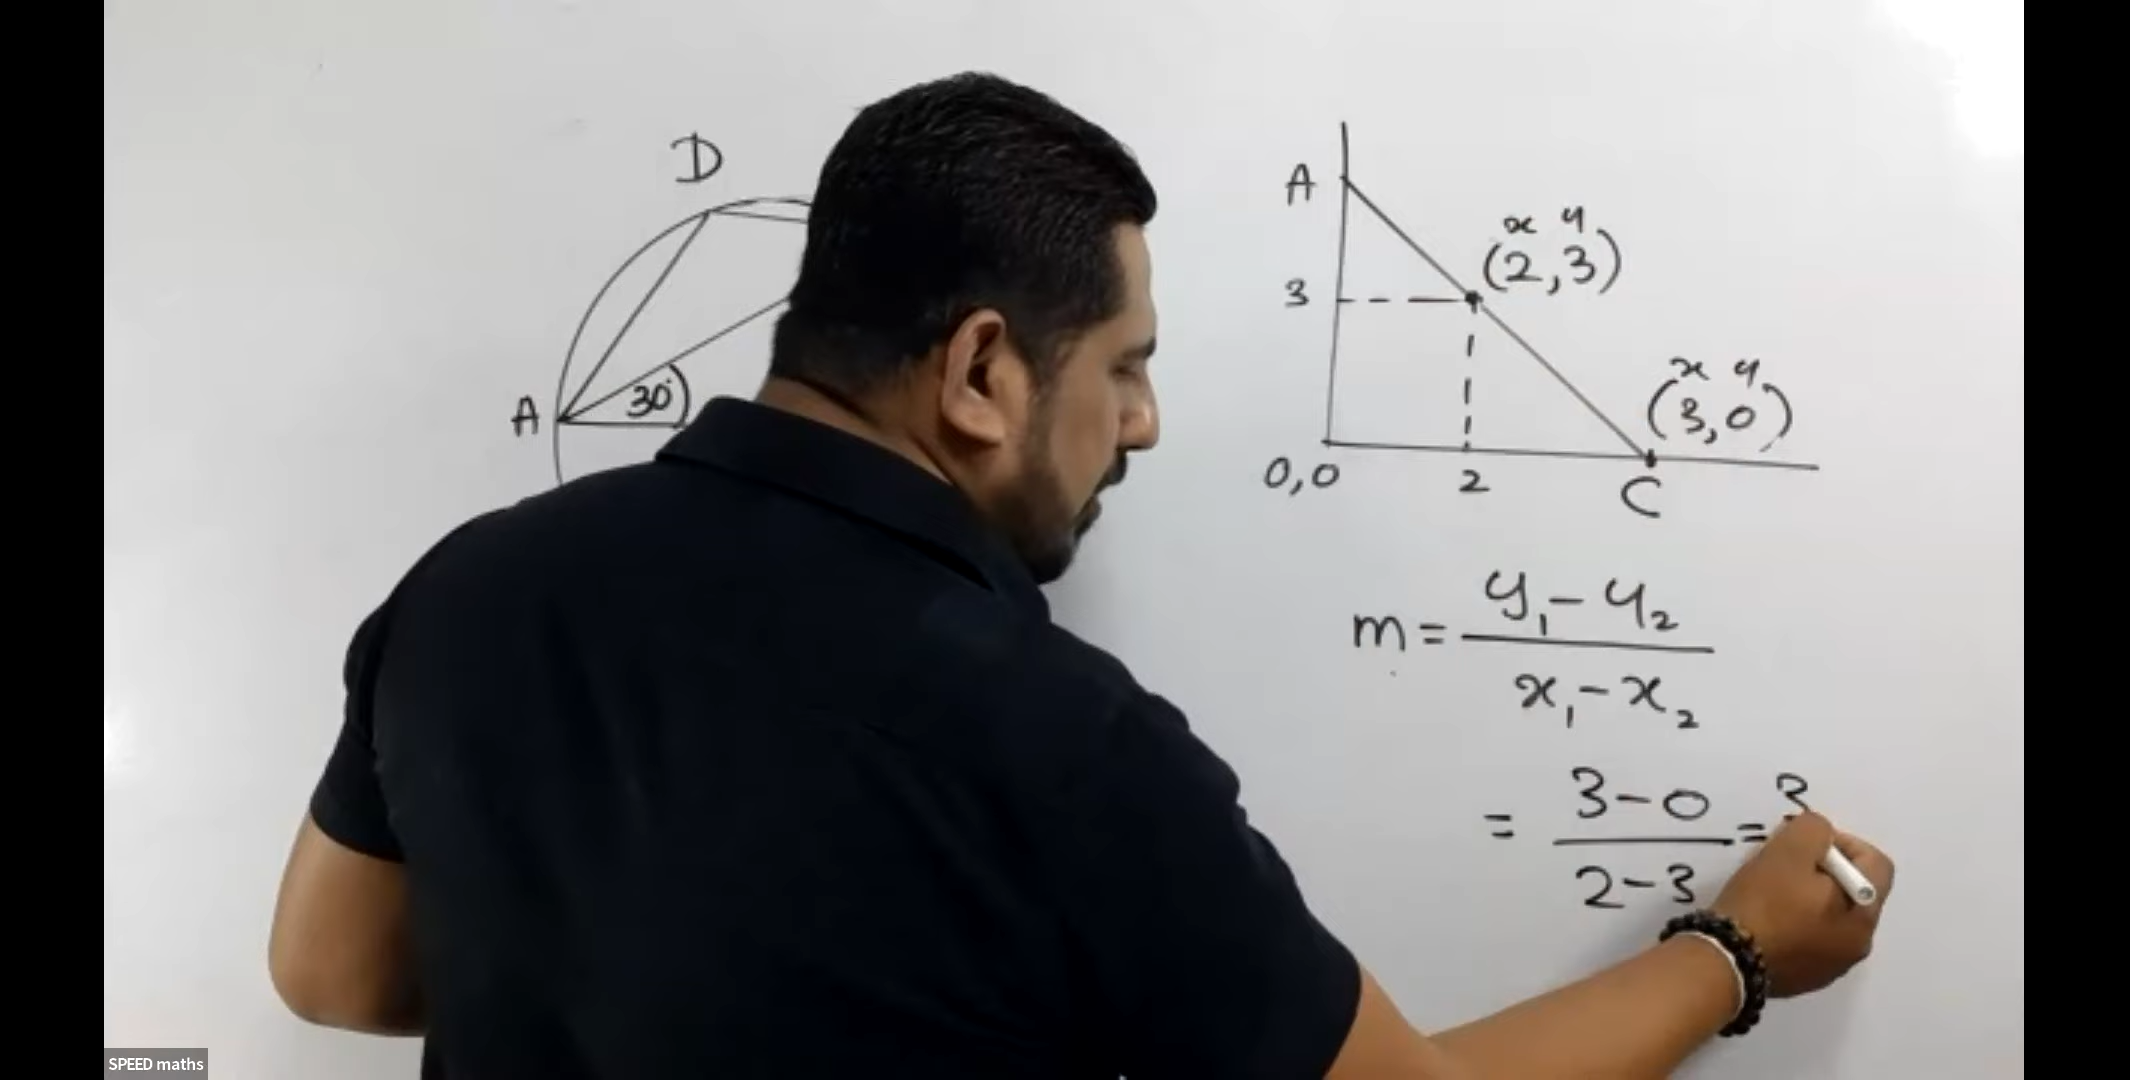 D
A
30°
A
x y
(2,3)
3
x y
(3,0)
0,0
2
C
m = y₁ - y₂ / x₁ - x₂
= 3-0 / 2-3 = 3
SPEED maths